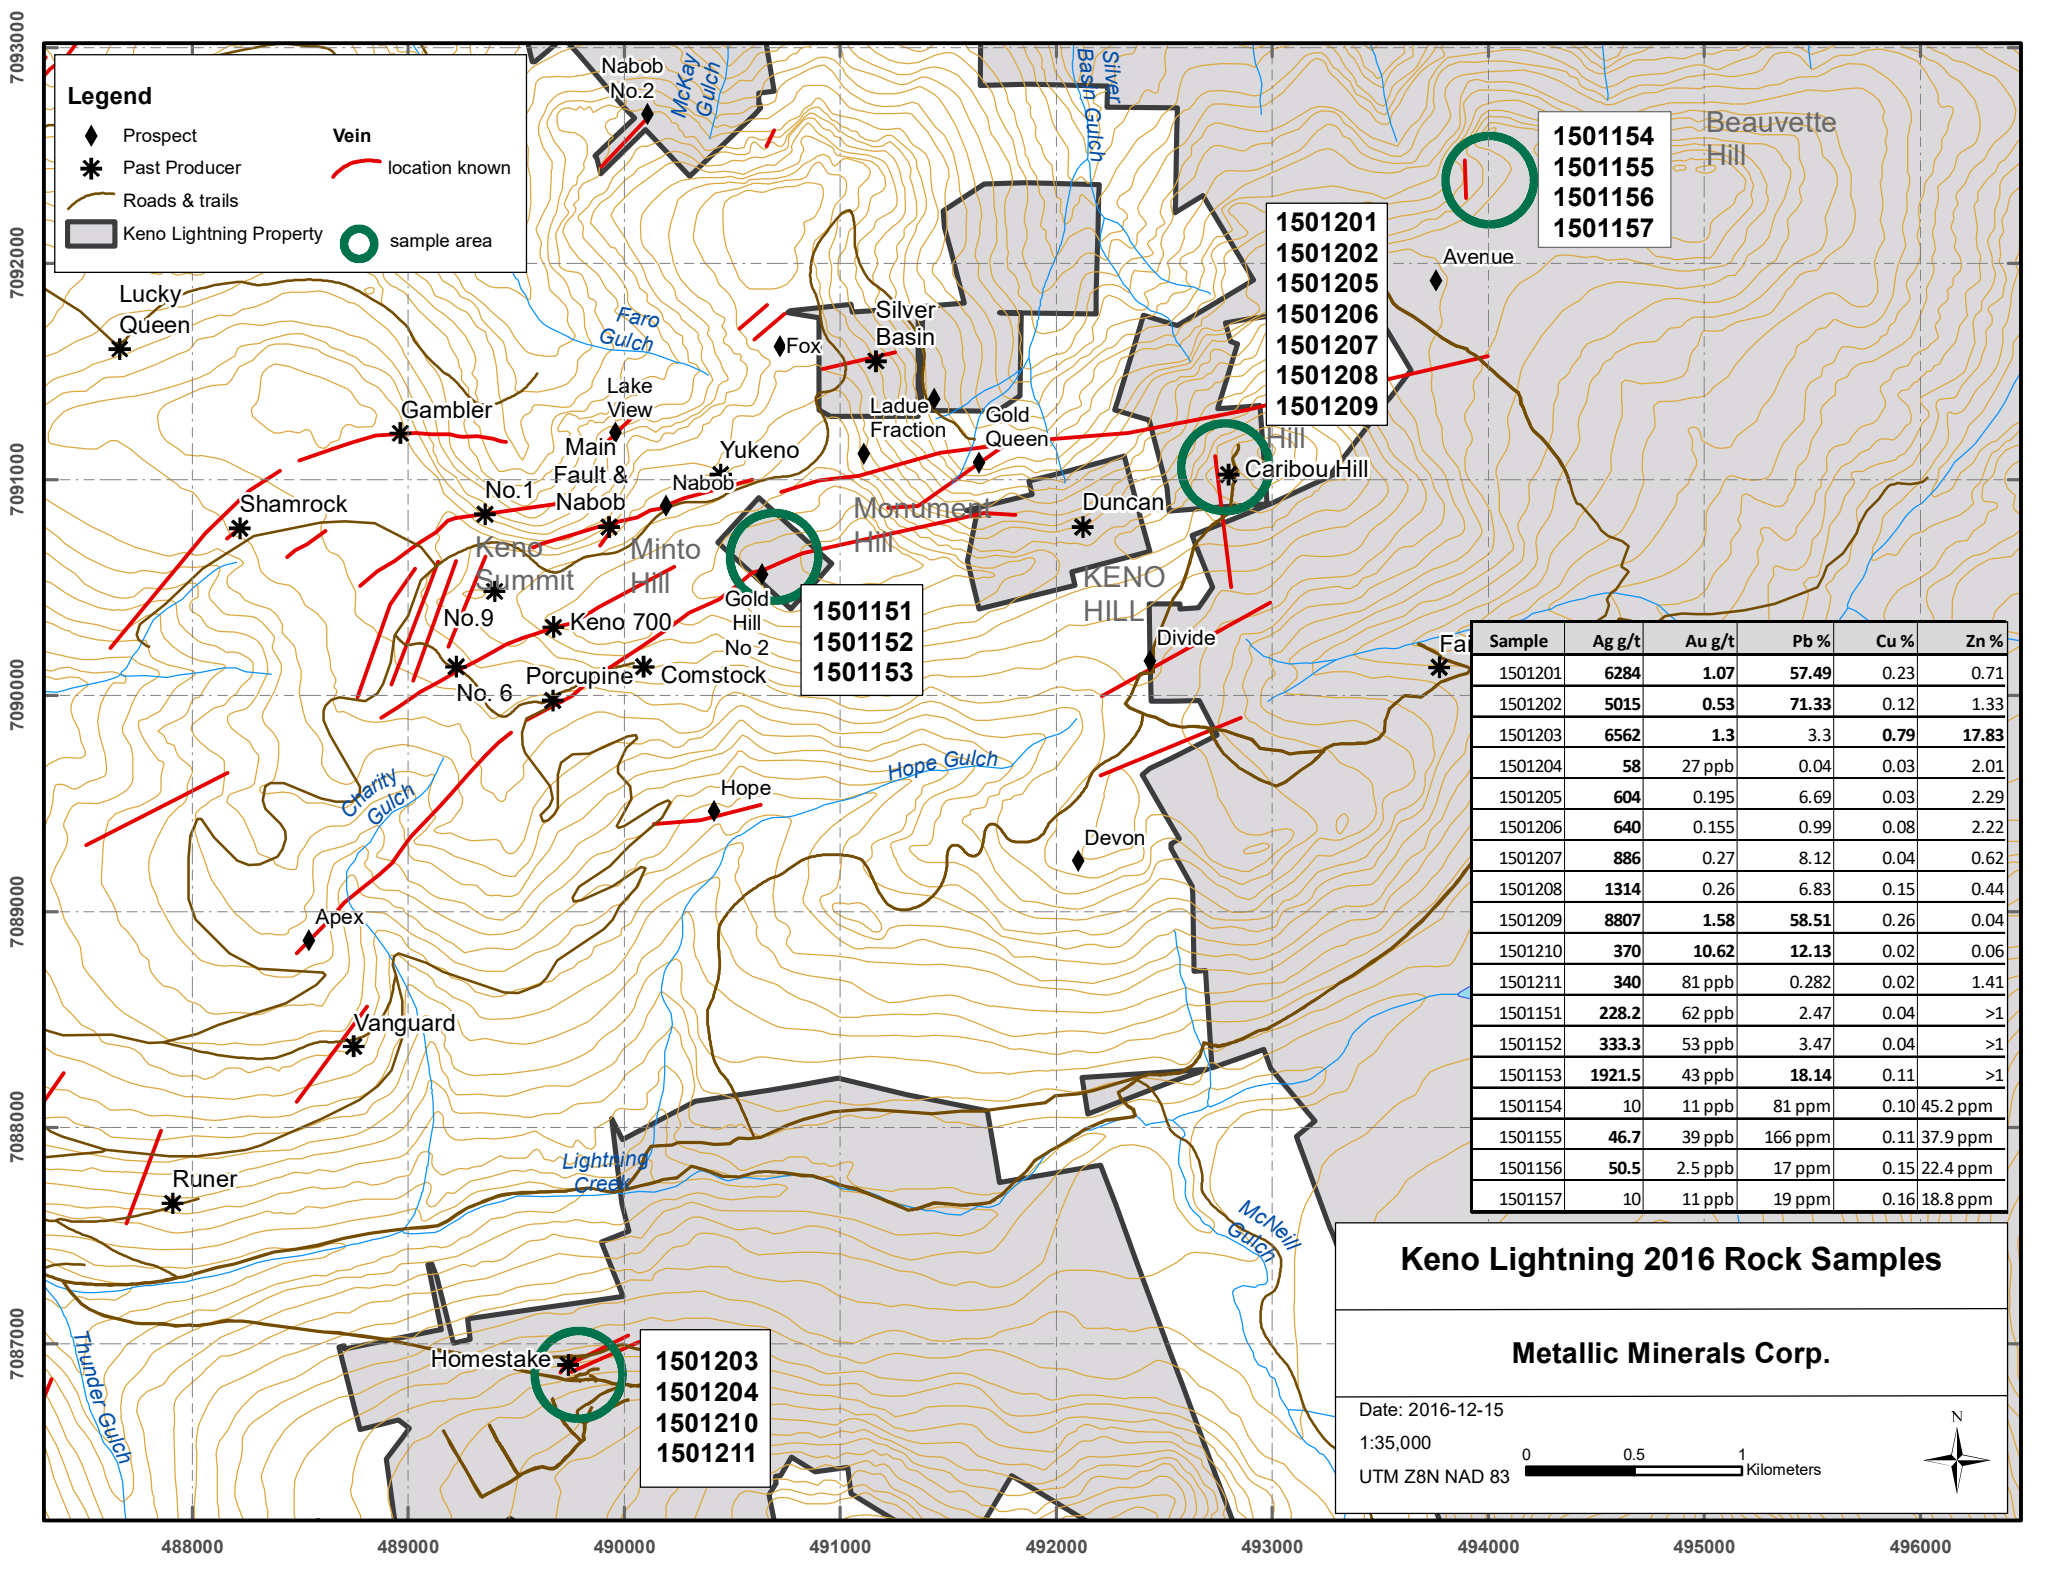 Legend
Prospect
Past Producer
Roads & trails
Keno Lightning Property
Vein
location known
sample area
Nabob
No.2
McKay
Gulch
Silver
Basin Gulch
Beauvette
Hill
1501154
1501155
1501156
1501157
1501201
1501202
1501205
1501206
1501207
1501208
1501209
Avenue
Lucky
Queen
Faro
Gulch
Fox
Silver
Basin
Lake
View
Gambler
Ladue
Fraction
Gold
Queen
Hill
Caribou Hill
Main
Fault &
Nabob
Yukeno
Nabob
No.1
Shamrock
Monument
Hill
Duncan
Keno
Summit
Minto
Hill
KENO
HILL
Gold
Hill
No 2
1501151
1501152
1501153
No.9
Keno 700
Divide
Porcupine
Comstock
No. 6
Charity
Gulch
Hope Gulch
Hope
Devon
Apex
Vanguard
Runer
Lightning
Creek
McNeill
Gulch
Thunder Gulch
Homestake
1501203
1501204
1501210
1501211
Fai
Sample Ag g/t Au g/t Pb % Cu % Zn %
1501201 6284 1.07 57.49 0.23 0.71
1501202 5015 0.53 71.33 0.12 1.33
1501203 6562 1.3 3.3 0.79 17.83
1501204 58 27 ppb 0.04 0.03 2.01
1501205 604 0.195 6.69 0.03 2.29
1501206 640 0.155 0.99 0.08 2.22
1501207 886 0.27 8.12 0.04 0.62
1501208 1314 0.26 6.83 0.15 0.44
1501209 8807 1.58 58.51 0.26 0.04
1501210 370 10.62 12.13 0.02 0.06
1501211 340 81 ppb 0.282 0.02 1.41
1501151 228.2 62 ppb 2.47 0.04 >1
1501152 333.3 53 ppb 3.47 0.04 >1
1501153 1921.5 43 ppb 18.14 0.11 >1
1501154 10 11 ppb 81 ppm 0.10 45.2 ppm
1501155 46.7 39 ppb 166 ppm 0.11 37.9 ppm
1501156 50.5 2.5 ppb 17 ppm 0.15 22.4 ppm
1501157 10 11 ppb 19 ppm 0.16 18.8 ppm
Keno Lightning 2016 Rock Samples
Metallic Minerals Corp.
Date: 2016-12-15
1:35,000
UTM Z8N NAD 83
0 0.5 1
Kilometers
N
7093000
7092000
7091000
7090000
7089000
7088000
7087000
488000 489000 490000 491000 492000 493000 494000 495000 496000